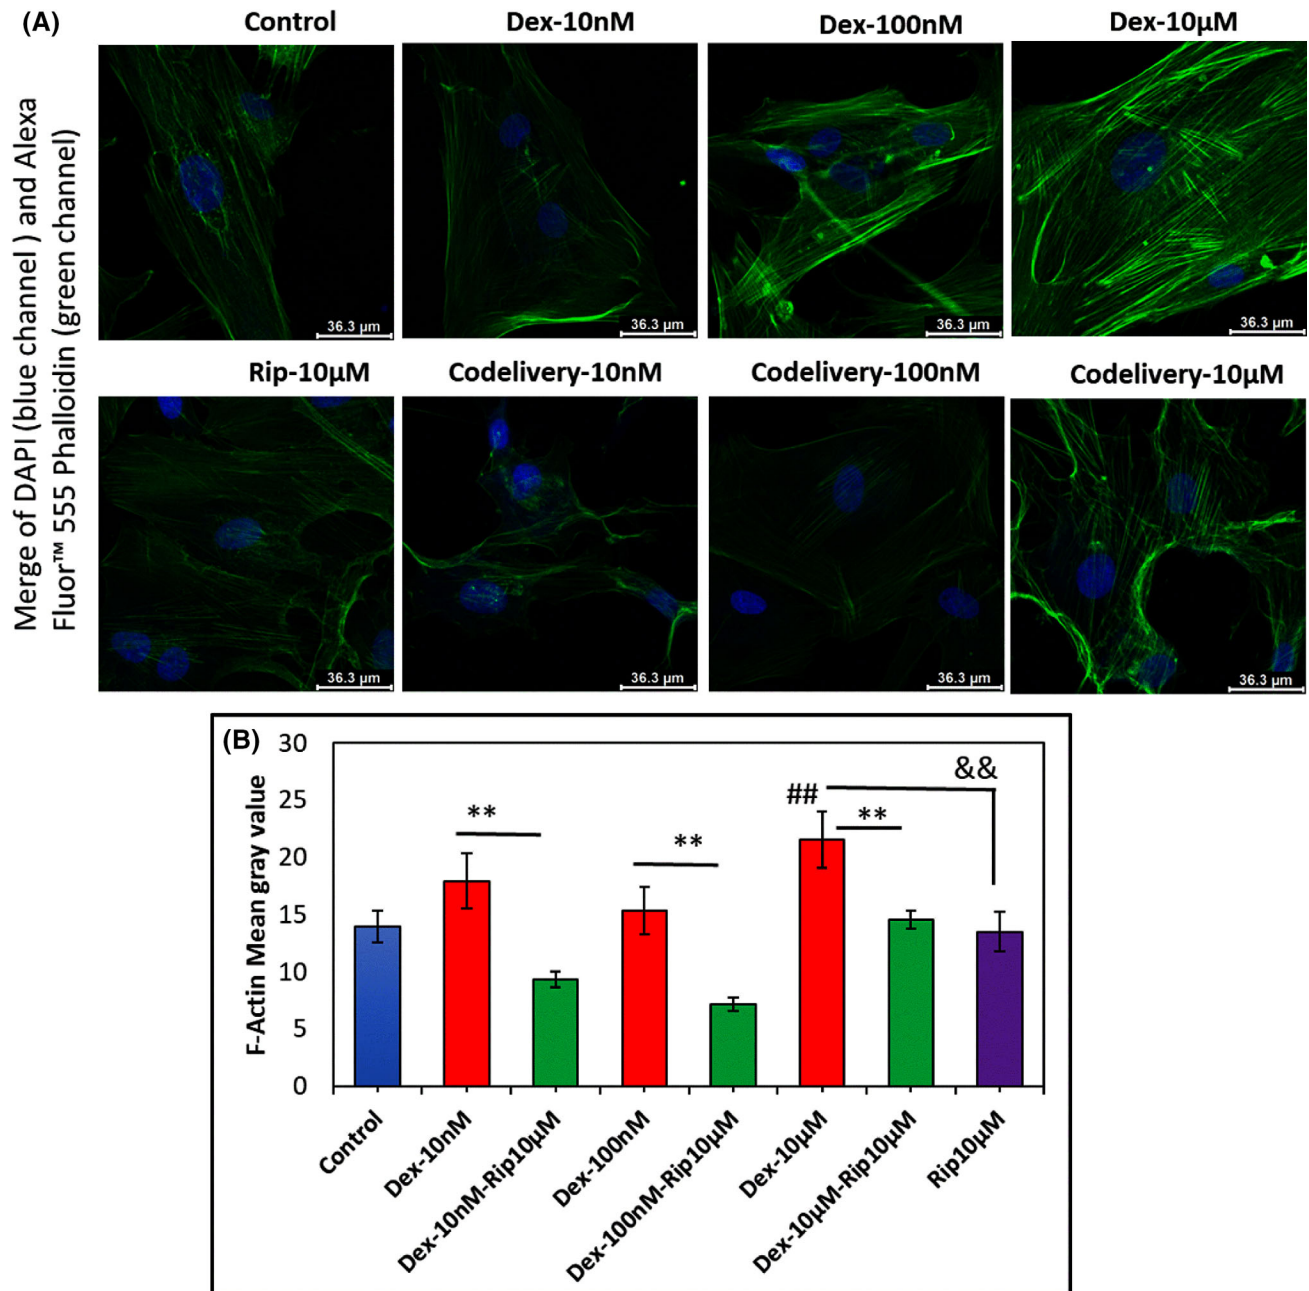 (A)
Control
Dex-10nM
Dex-100nM
Dex-10µM
Merge of DAPI (blue channel ) and Alexa
Fluor™ 555 Phalloidin (green channel)
36.3 µm
36.3 µm
36.3 µm
36.3 µm
Rip-10µM
Codelivery-10nM
Codelivery-100nM
Codelivery-10µM
36.3 µm
36.3 µm
36.3 µm
36.3 µm
(B)
F-Actin Mean gray value
30
25
20
15
10
5
0
**
**
##
**
&&
Control
Dex-10nM
Dex-10nM-Rip10µM
Dex-100nM
Dex-100nM-Rip10µM
Dex-10µM
Dex-10µM-Rip10µM
Rip10µM